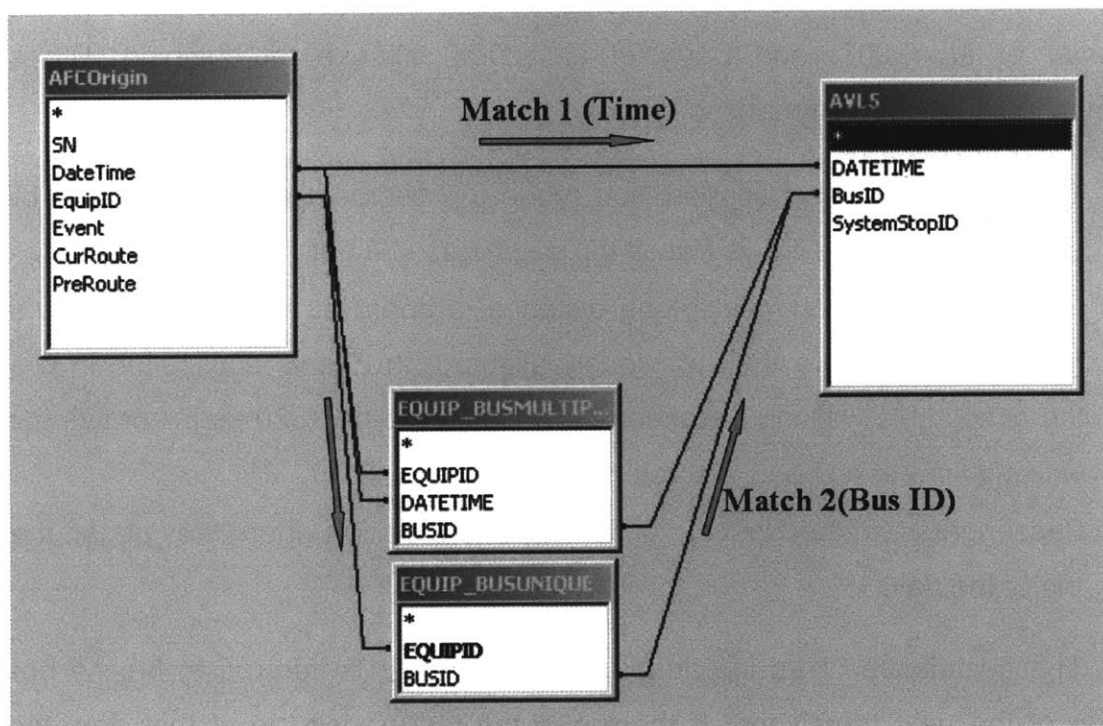 AFCOrigin
*
SN
DateTime
EquipID
Event
CurRoute
PreRoute
Match 1 (Time)
AVL5
*
DATETIME
BusID
SystemStopID
EQUIP_BUSMULTIP...
*
EQUIPID
DATETIME
BUSID
Match 2(Bus ID)
EQUIP_BUSUNIQUE
*
EQUIPID
BUSID